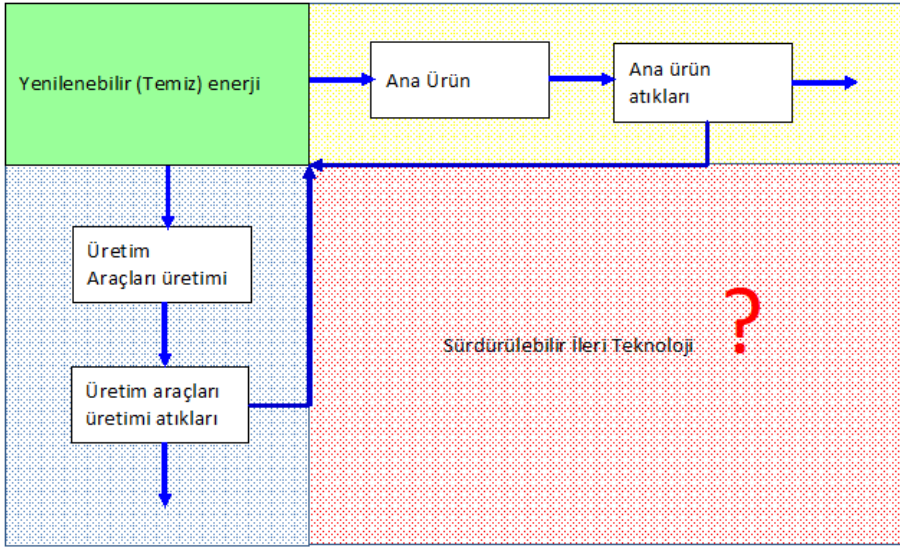 Yenilenebilir (Temiz) enerji
Ana Ürün
Ana ürün
atıkları
Üretim
Araçları üretimi
Üretim araçları
üretimi atıkları
Sürdürülebilir İleri Teknoloji ?